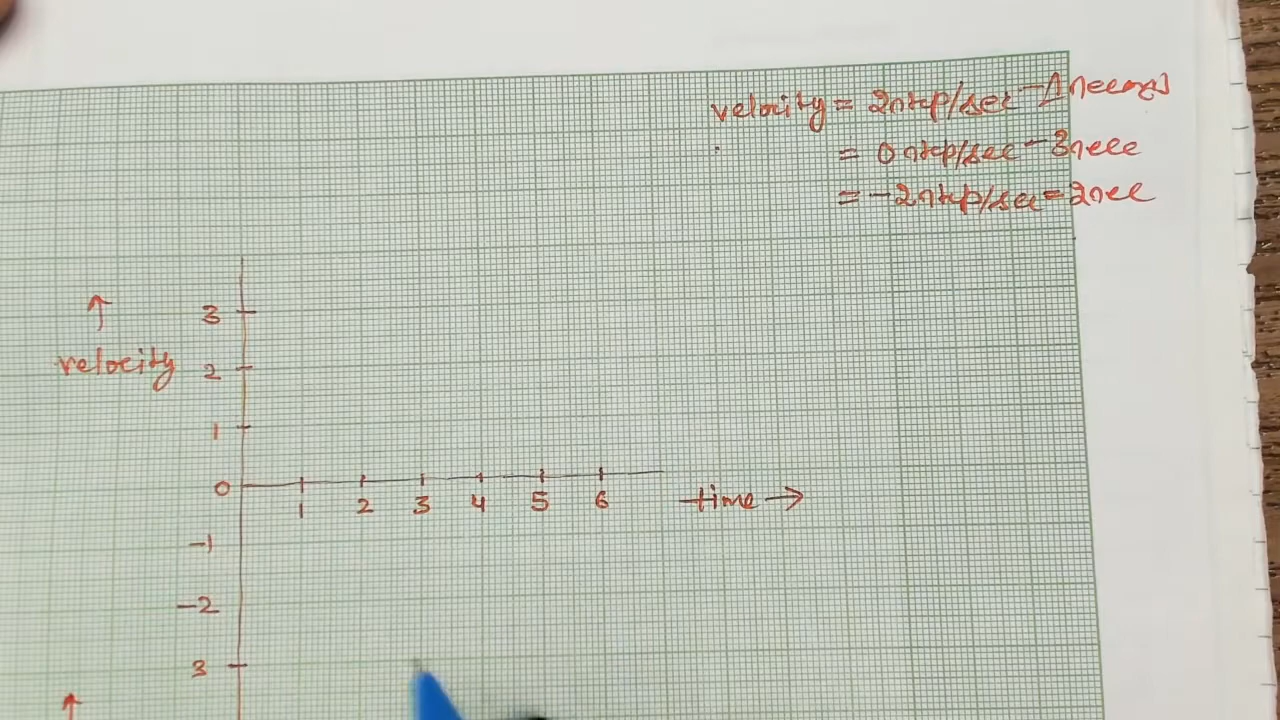 velocity = 2 step/sec - 1 second
= 0 step/sec - 3 sec
= -2 step/sec = 2 sec
3
velocity 2
1
0
1 2 3 4 5 6 time →
-1
-2
3